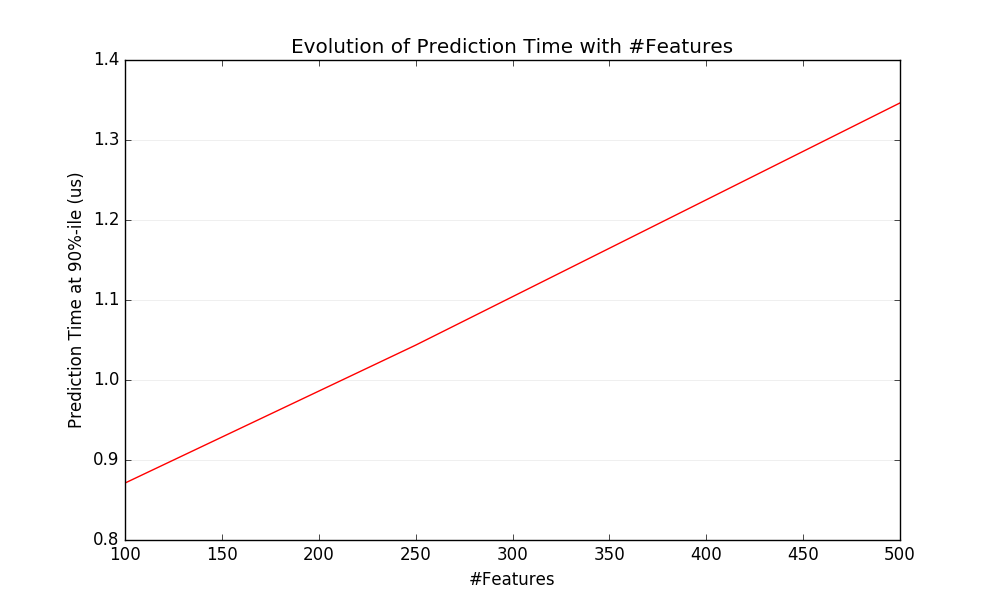 Evolution of Prediction Time with #Features
1.4
1.3
1.2
1.1
1.0
0.9
0.8
Prediction Time at 90%-ile (us)
100 150 200 250 300 350 400 450 500
#Features